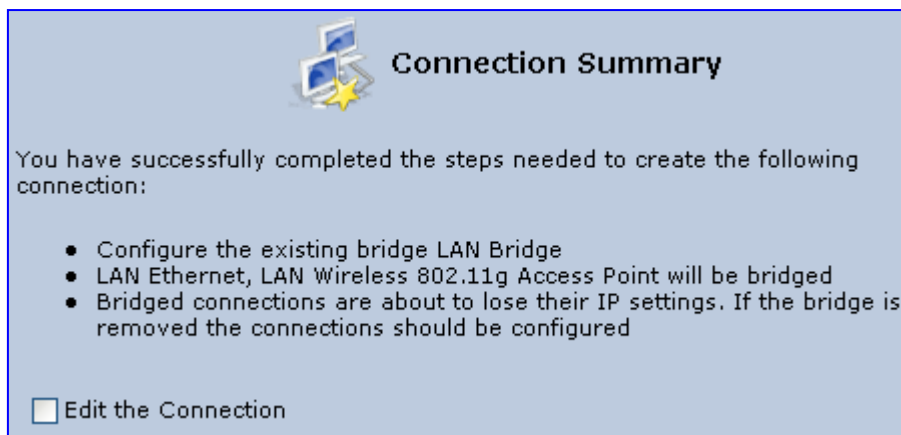 Connection Summary
You have successfully completed the steps needed to create the following
connection:
● Configure the existing bridge LAN Bridge
● LAN Ethernet, LAN Wireless 802.11g Access Point will be bridged
● Bridged connections are about to lose their IP settings. If the bridge is
removed the connections should be configured
Edit the Connection